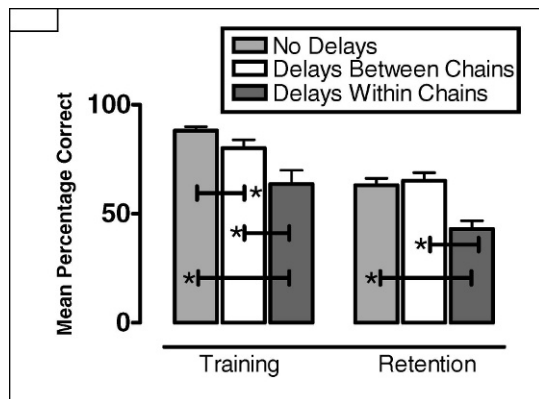 No Delays
Delays Between Chains
Delays Within Chains
Mean Percentage Correct
100
50
0
*
*
*
*
*
Training
Retention